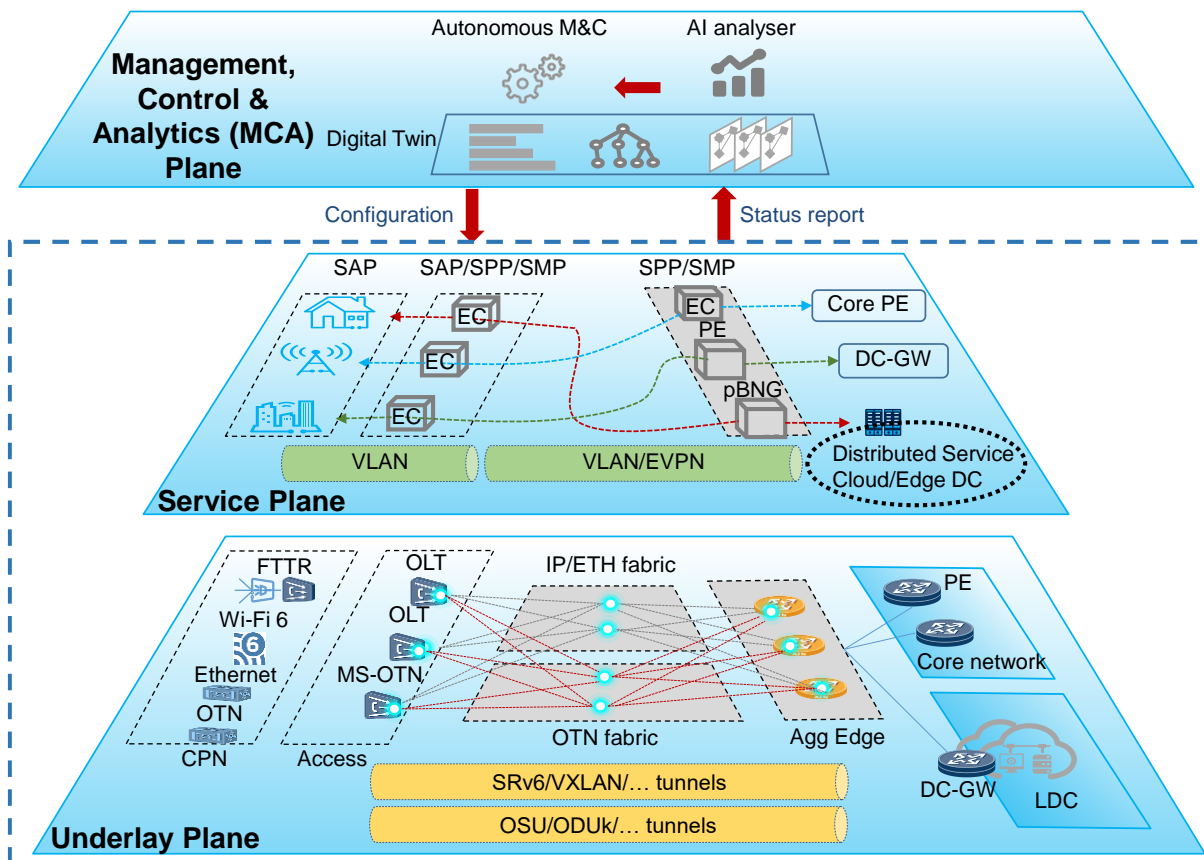 Autonomous M&C
AI analyser
Management,
Control &
Analytics (MCA)
Plane
Digital Twin
Configuration
Status report
SAP
SAP/SPP/SMP
SPP/SMP
EC
EC
Core PE
PE
EC
DC-GW
pBNG
EC
VLAN
VLAN/EVPN
Distributed Service
Cloud/Edge DC
Service Plane
FTTR
OLT
IP/ETH fabric
PE
Wi-Fi 6
OLT
6
Ethernet
MS-OTN
Core network
OTN
CPN
Access
OTN fabric
Agg Edge
DC-GW
LDC
SRv6/VXLAN/… tunnels
OSU/ODUk/… tunnels
Underlay Plane